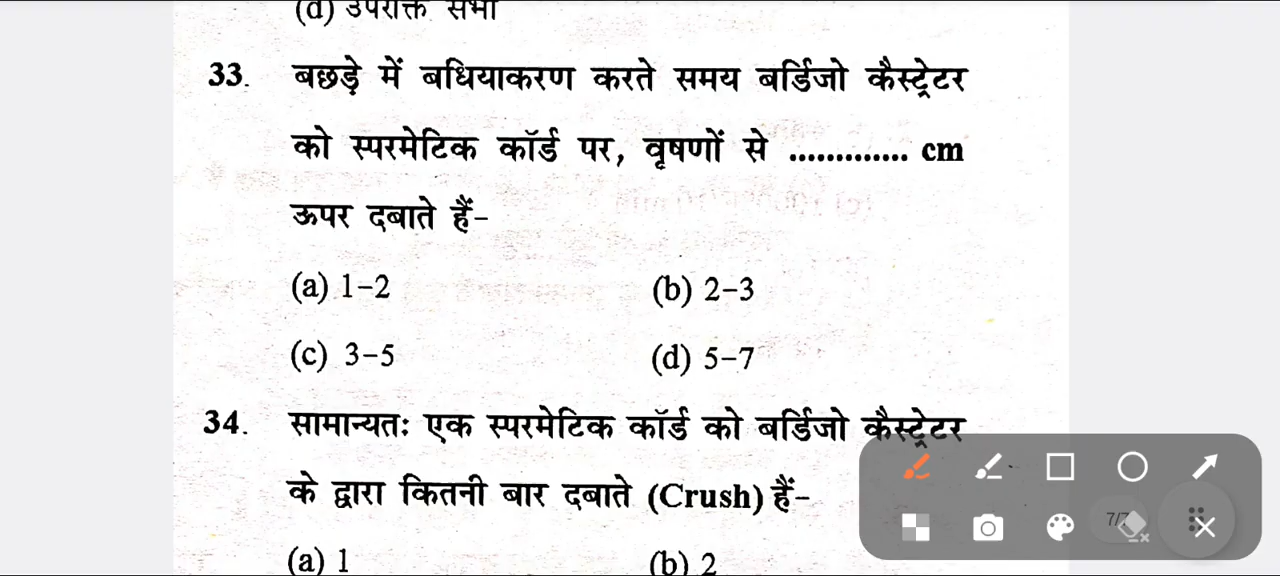 (d) उपरोक्त सभी
33. बछड़े में बधियाकरण करते समय बर्डिजो कैस्ट्रेटर
को स्परमेटिक कॉर्ड पर, वृषणों से ............. cm
ऊपर दबाते हैं-
(a) 1-2 (b) 2-3
(c) 3-5 (d) 5-7
34. सामान्यतः एक स्परमेटिक कॉर्ड को बर्डिजो कैस्ट्रेटर
के द्वारा कितनी बार दबाते (Crush) हैं-
(a) 1 (b) 2